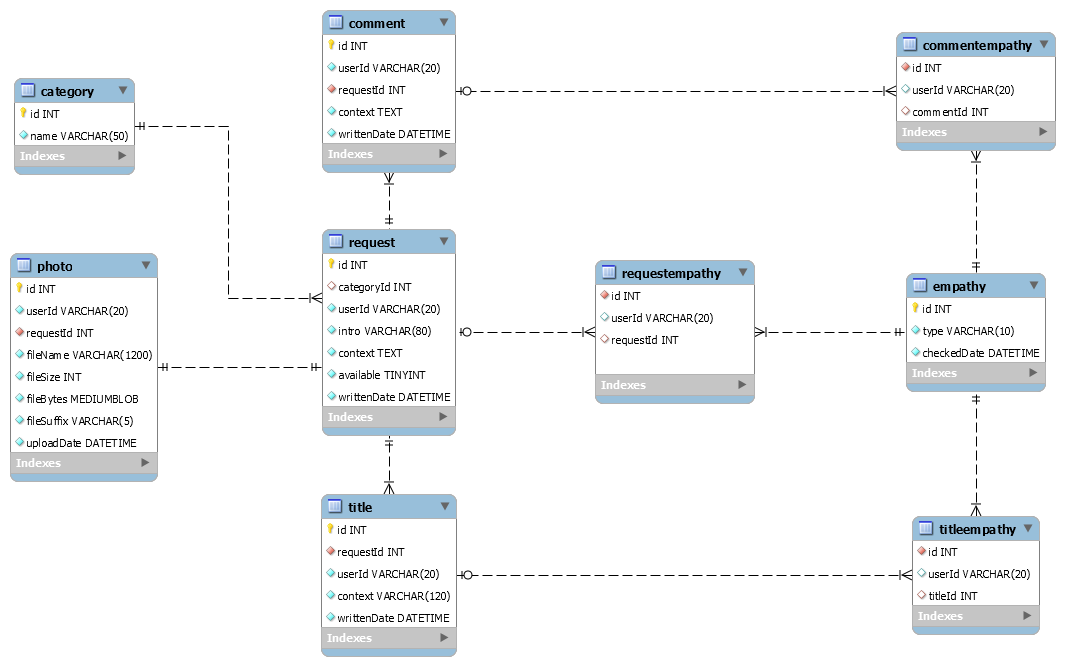 comment
id INT
userId VARCHAR(20)
requestId INT
context TEXT
writtenDate DATETIME
Indexes
commentempathy
id INT
userId VARCHAR(20)
commentId INT
Indexes
category
id INT
name VARCHAR(50)
Indexes
request
id INT
categoryId INT
userId VARCHAR(20)
intro VARCHAR(80)
context TEXT
available TINYINT
writtenDate DATETIME
Indexes
photo
id INT
userId VARCHAR(20)
requestId INT
fileName VARCHAR(1200)
fileSize INT
fileBytes MEDIUMBLOB
fileSuffix VARCHAR(5)
uploadDate DATETIME
Indexes
requestempathy
id INT
userId VARCHAR(20)
requestId INT
Indexes
empathy
id INT
type VARCHAR(10)
checkedDate DATETIME
Indexes
title
id INT
requestId INT
userId VARCHAR(20)
context VARCHAR(120)
writtenDate DATETIME
Indexes
titleempathy
id INT
userId VARCHAR(20)
titleId INT
Indexes